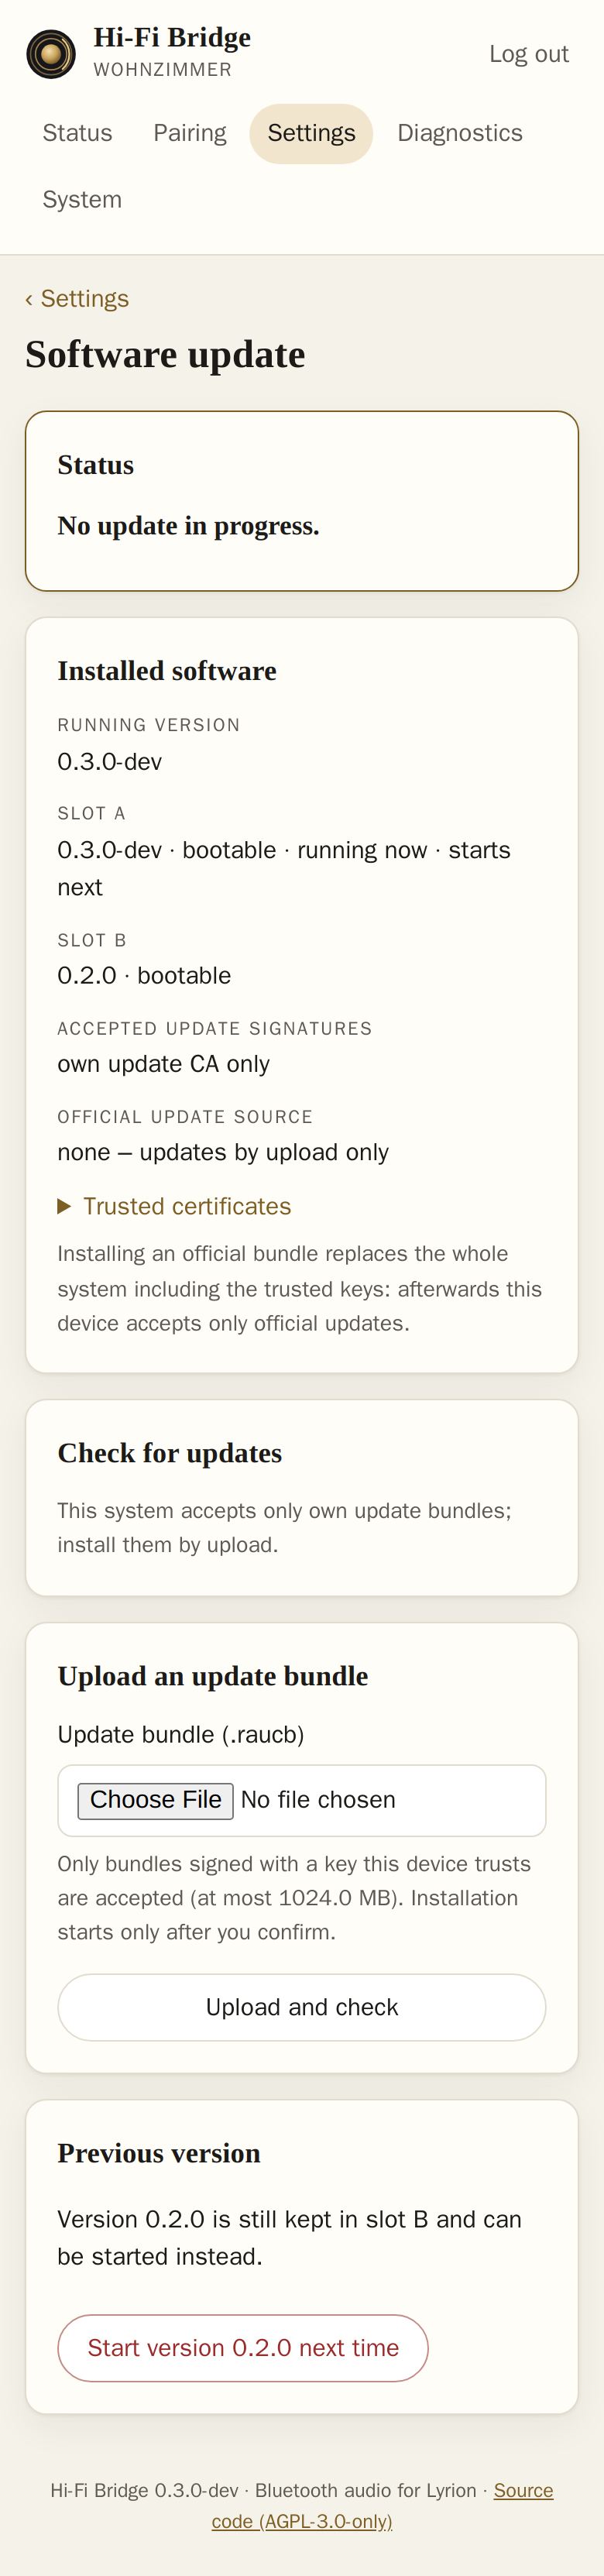 Hi-Fi Bridge
WOHNZIMMER
Log out
Status
Pairing
Settings
Diagnostics
System
‹ Settings
Software update
Status
No update in progress.
Installed software
RUNNING VERSION
0.3.0-dev
SLOT A
0.3.0-dev · bootable · running now · starts
next
SLOT B
0.2.0 · bootable
ACCEPTED UPDATE SIGNATURES
own update CA only
OFFICIAL UPDATE SOURCE
none – updates by upload only
▶ Trusted certificates
Installing an official bundle replaces the whole
system including the trusted keys: afterwards this
device accepts only official updates.
Check for updates
This system accepts only own update bundles;
install them by upload.
Upload an update bundle
Update bundle (.raucb)
Choose File No file chosen
Only bundles signed with a key this device trusts
are accepted (at most 1024.0 MB). Installation
starts only after you confirm.
Upload and check
Previous version
Version 0.2.0 is still kept in slot B and can
be started instead.
Start version 0.2.0 next time
Hi-Fi Bridge 0.3.0-dev · Bluetooth audio for Lyrion · Source
code (AGPL-3.0-only)